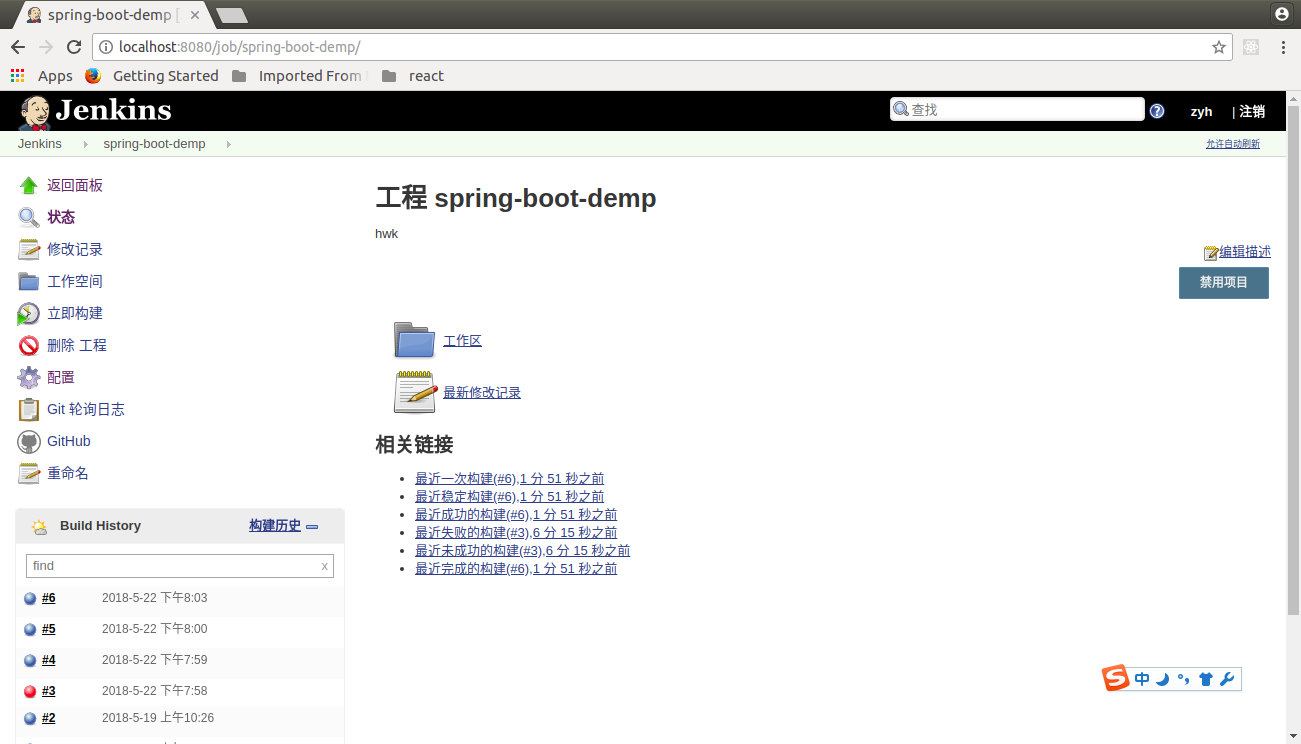 spring-boot-demp [
localhost:8080/job/spring-boot-demp/
Apps Getting Started Imported From react
Jenkins
查找
zyh | 注销
Jenkins spring-boot-demp
允许自动刷新
返回面板
状态
修改记录
工作空间
立即构建
删除 工程
配置
Git 轮询日志
GitHub
重命名
工程 spring-boot-demp
hwk
编辑描述
禁用项目
工作区
最新修改记录
相关链接
最近一次构建(#6),1 分 51 秒之前
最近稳定构建(#6),1 分 51 秒之前
最近成功的构建(#6),1 分 51 秒之前
最近失败的构建(#3),6 分 15 秒之前
最近未成功的构建(#3),6 分 15 秒之前
最近完成的构建(#6),1 分 51 秒之前
Build History 构建历史
find x
#6 2018-5-22 下午8:03
#5 2018-5-22 下午8:00
#4 2018-5-22 下午7:59
#3 2018-5-22 下午7:58
#2 2018-5-19 上午10:26
S 中